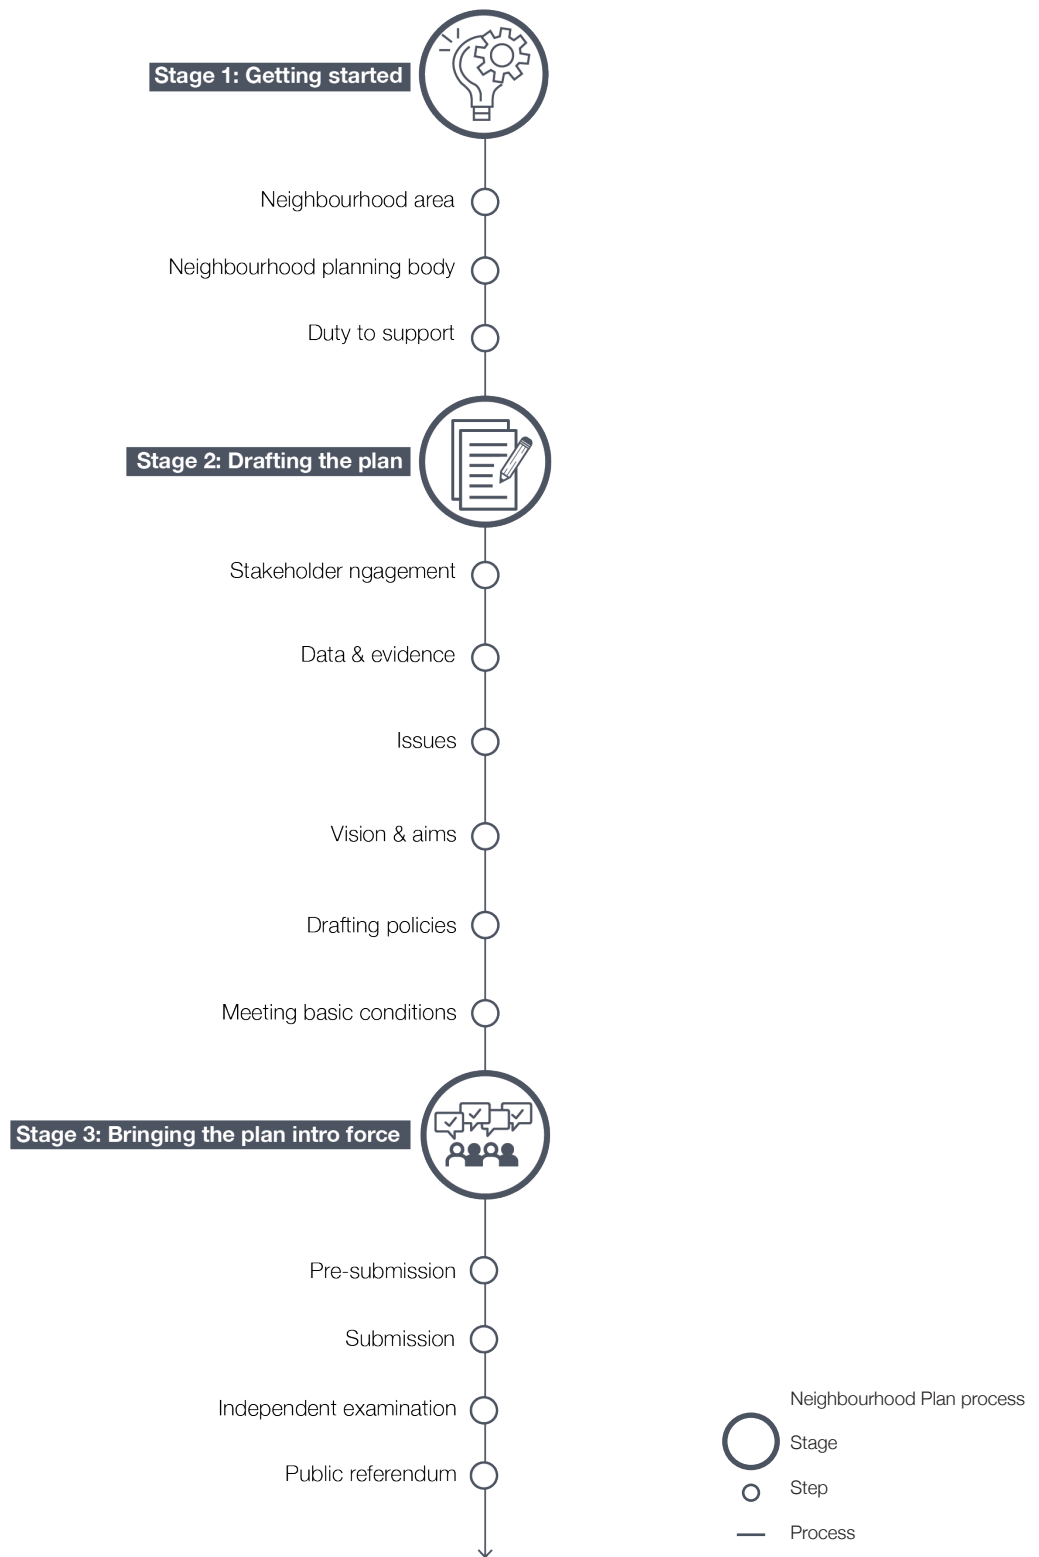 Stage 1: Getting started
Neighbourhood area
Neighbourhood planning body
Duty to support
Stage 2: Drafting the plan
Stakeholder ngagement
Data & evidence
Issues
Vision & aims
Drafting policies
Meeting basic conditions
Stage 3: Bringing the plan intro force
Pre-submission
Submission
Independent examination
Public referendum
Neighbourhood Plan process
Stage
Step
Process